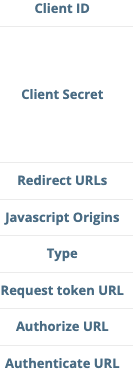 Client ID
Client Secret
Redirect URLs
Javascript Origins
Type
Request token URL
Authorize URL
Authenticate URL